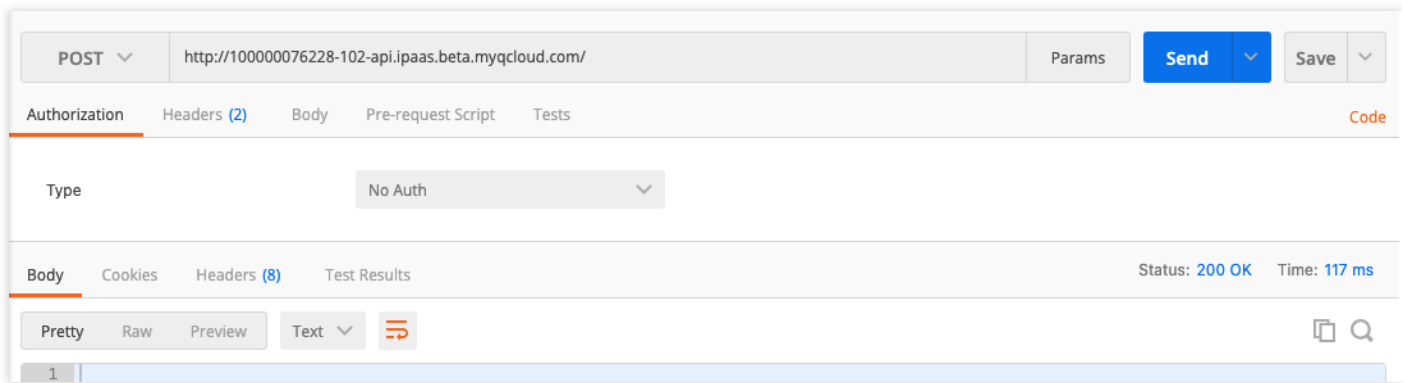 POST http://100000076228-102-api.ipaas.beta.myqcloud.com/ Params Send Save
Authorization Headers (2) Body Pre-request Script Tests Code
Type No Auth
Body Cookies Headers (8) Test Results Status: 200 OK Time: 117 ms
Pretty Raw Preview Text
1